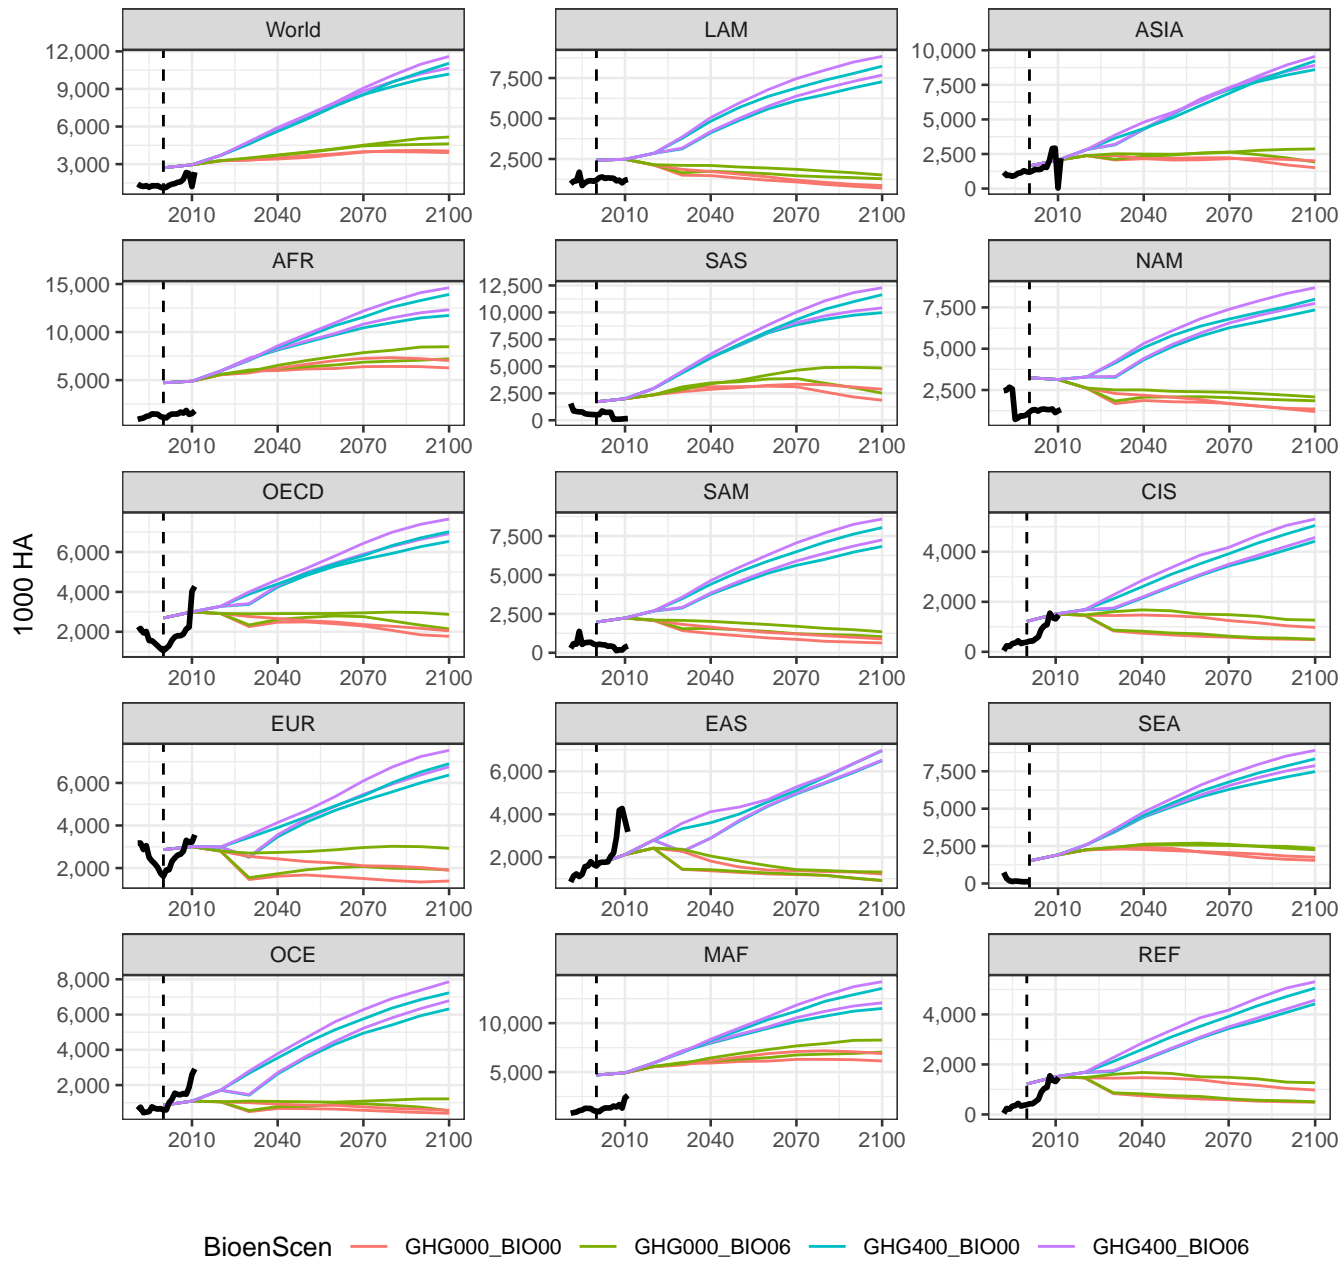 World
LAM
ASIA
12,000
9,000
6,000
3,000
7,500
5,000
2,500
10,000
7,500
5,000
2,500
0
2010 2040 2070 2100
2010 2040 2070 2100
2010 2040 2070 2100
AFR
SAS
NAM
15,000
10,000
5,000
12,500
10,000
7,500
5,000
2,500
0
7,500
5,000
2,500
2010 2040 2070 2100
2010 2040 2070 2100
2010 2040 2070 2100
OECD
SAM
CIS
6,000
4,000
2,000
7,500
5,000
2,500
0
4,000
2,000
0
2010 2040 2070 2100
2010 2040 2070 2100
2010 2040 2070 2100
1000 HA
EUR
EAS
SEA
6,000
4,000
2,000
6,000
4,000
2,000
7,500
5,000
2,500
0
2010 2040 2070 2100
2010 2040 2070 2100
2010 2040 2070 2100
OCE
MAF
REF
8,000
6,000
4,000
2,000
10,000
5,000
4,000
2,000
0
2010 2040 2070 2100
2010 2040 2070 2100
2010 2040 2070 2100
BioenScen GHG000_BIO00 GHG000_BIO06 GHG400_BIO00 GHG400_BIO06